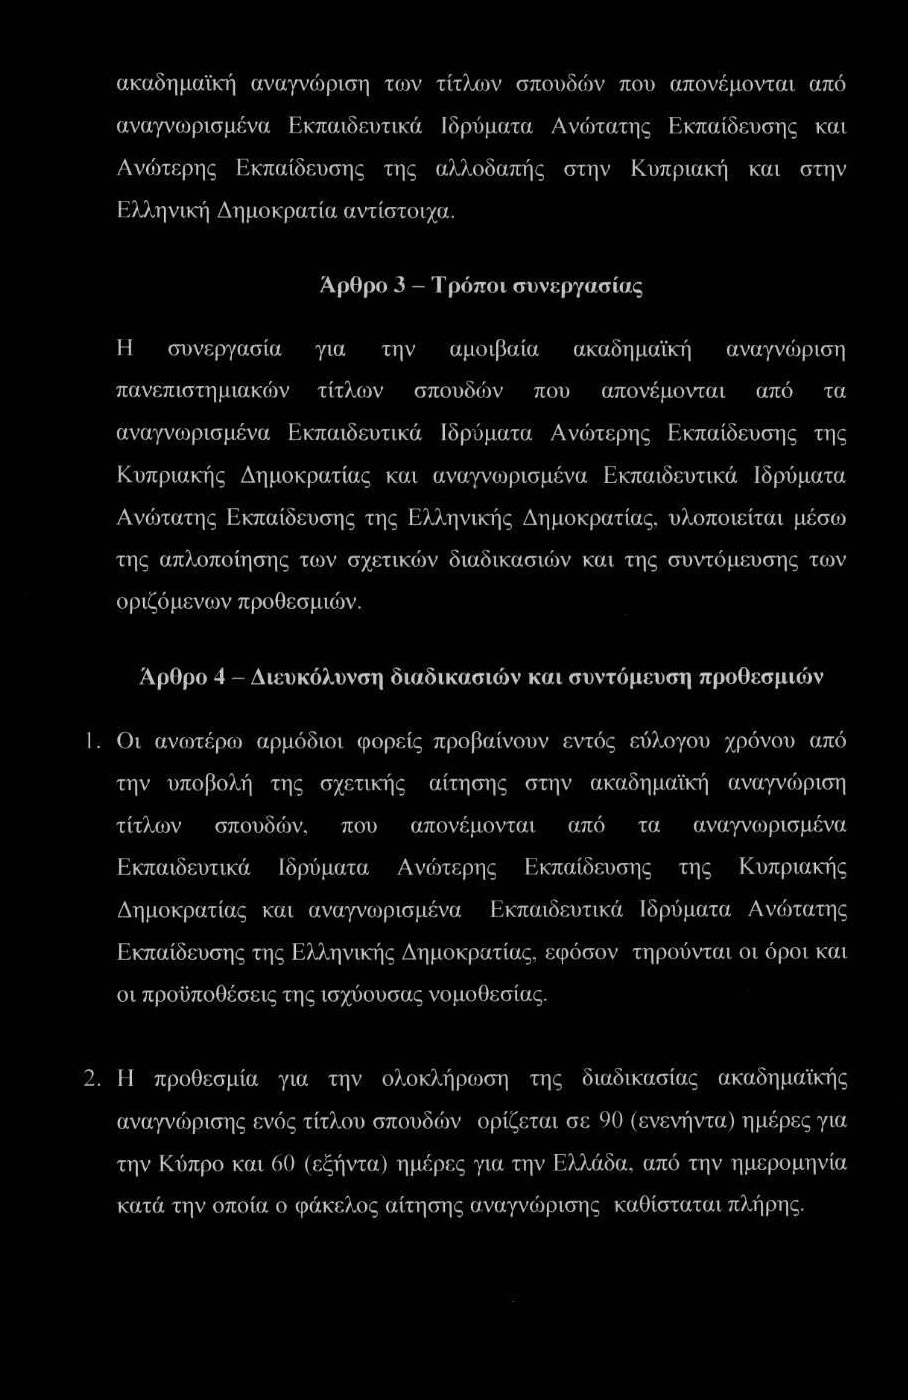 ακαδημαϊκή αναγνώριση των τίτλων σπουδών που απονέμονται από
αναγνωρισμένα Εκπαιδευτικά Ιδρύματα Ανώτατης Εκπαίδευσης και
Ανώτερης Εκπαίδευσης της αλλοδαπής στην Κυπριακή και στην
Ελληνική Δημοκρατία αντίστοιχα.
Άρθρο 3 – Τρόποι συνεργασίας
Η συνεργασία για την αμοιβαία ακαδημαϊκή αναγνώριση
πανεπιστημιακών τίτλων σπουδών που απονέμονται από τα
αναγνωρισμένα Εκπαιδευτικά Ιδρύματα Ανώτερης Εκπαίδευσης της
Κυπριακής Δημοκρατίας και αναγνωρισμένα Εκπαιδευτικά Ιδρύματα
Ανώτατης Εκπαίδευσης της Ελληνικής Δημοκρατίας, υλοποιείται μέσω
της απλοποίησης των σχετικών διαδικασιών και της συντόμευσης των
οριζόμενων προθεσμιών.
Άρθρο 4 – Διευκόλυνση διαδικασιών και συντόμευση προθεσμιών
1. Οι ανωτέρω αρμόδιοι φορείς προβαίνουν εντός εύλογου χρόνου από
την υποβολή της σχετικής αίτησης στην ακαδημαϊκή αναγνώριση
τίτλων σπουδών, που απονέμονται από τα αναγνωρισμένα
Εκπαιδευτικά Ιδρύματα Ανώτερης Εκπαίδευσης της Κυπριακής
Δημοκρατίας και αναγνωρισμένα Εκπαιδευτικά Ιδρύματα Ανώτατης
Εκπαίδευσης της Ελληνικής Δημοκρατίας, εφόσον τηρούνται οι όροι και
οι προϋποθέσεις της ισχύουσας νομοθεσίας.
2. Η προθεσμία για την ολοκλήρωση της διαδικασίας ακαδημαϊκής
αναγνώρισης ενός τίτλου σπουδών ορίζεται σε 90 (ενενήντα) ημέρες για
την Κύπρο και 60 (εξήντα) ημέρες για την Ελλάδα, από την ημερομηνία
κατά την οποία ο φάκελος αίτησης αναγνώρισης καθίσταται πλήρης.